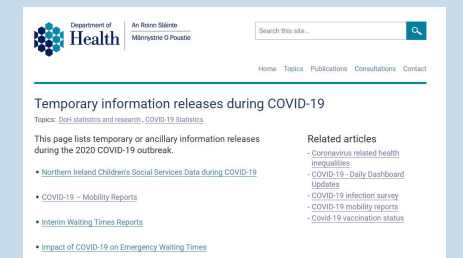 Department of
Health
An Roinn Sláinte
Männystrie O Poustie
Search this site...
Home Topics Publications Consultations Contact
Temporary information releases during COVID-19
Topics: DoH statistics and research , COVID-19 Statistics
This page lists temporary or ancillary information releases
during the 2020 COVID-19 outbreak.
• Northern Ireland Children's Social Services Data during COVID-19
• COVID-19 – Mobility Reports
• Interim Waiting Times Reports
• Impact of COVID-19 on Emergency Waiting Times
Related articles
- Coronavirus related health
inequalities
- COVID-19 - Daily Dashboard
Updates
- COVID-19 infection survey
- COVID-19 mobility reports
- Covid-19 vaccination status